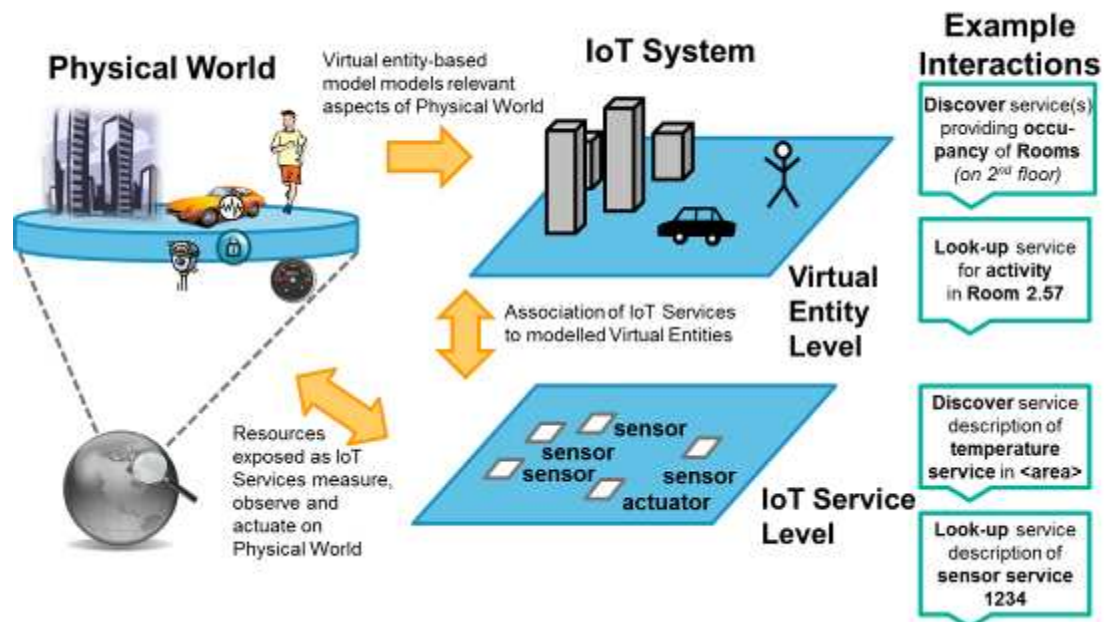 Physical World
Virtual entity-based
model models relevant
aspects of Physical World
IoT System
Virtual
Entity
Level
Association of IoT Services
to modelled Virtual Entities
Resources
exposed as IoT
Services measure,
observe and
actuate on
Physical World
sensor
sensor
sensor
sensor
actuator
IoT Service
Level
Example
Interactions
Discover service(s)
providing occu-
pancy of Rooms
(on 2nd floor)
Look-up service
for activity
in Room 2.57
Discover service
description of
temperature
service in <area>
Look-up service
description of
sensor service
1234